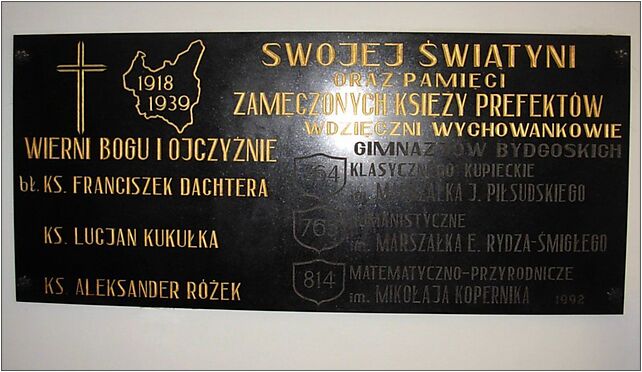 1918
1939
WIERNI BOGU I OJCZYŹNIE
bł. KS. FRANCISZEK DACHTERA
KS. LUCJAN KUKUŁKA
KS. ALEKSANDER RÓŻEK
SWOJEJ ŚWIĄTYNI
ORAZ PAMIĘCI
ZAMĘCZONYCH KSIĘŻY PREFEKTÓW
WDZIĘCZNI WYCHOWANKOWIE
GIMNAZJÓW BYDGOSKICH
764 KLASYCZNO-KUPIECKIE
im. MARSZAŁKA J. PIŁSUDSKIEGO
765 HUMANISTYCZNE
im. MARSZAŁKA E. RYDZA-ŚMIGŁEGO
814 MATEMATYCZNO-PRZYRODNICZE
im. MIKOŁAJA KOPERNIKA 1992